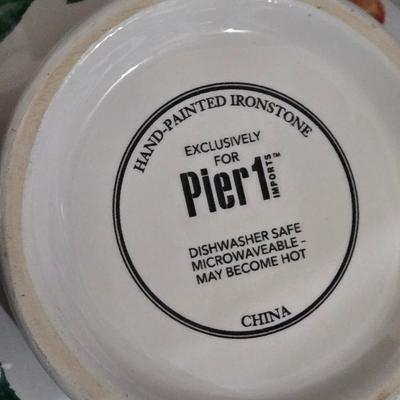 HAND-PAINTED IRONSTONE
EXCLUSIVELY
FOR
Pier 1 IMPORTS™
DISHWASHER SAFE
MICROWAVEABLE -
MAY BECOME HOT
CHINA